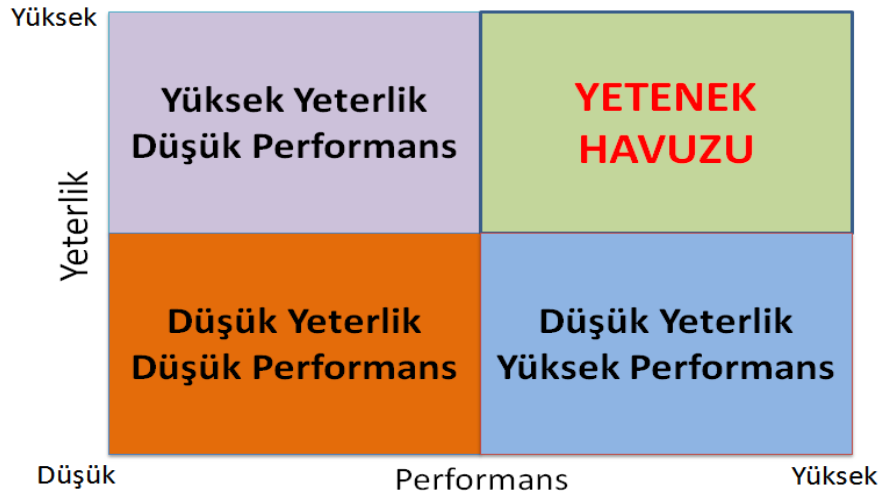 Yüksek
Yüksek Yeterlik
Düşük Performans
YETENEK
HAVUZU
Yeterlik
Düşük Yeterlik
Düşük Performans
Düşük Yeterlik
Yüksek Performans
Düşük
Performans
Yüksek